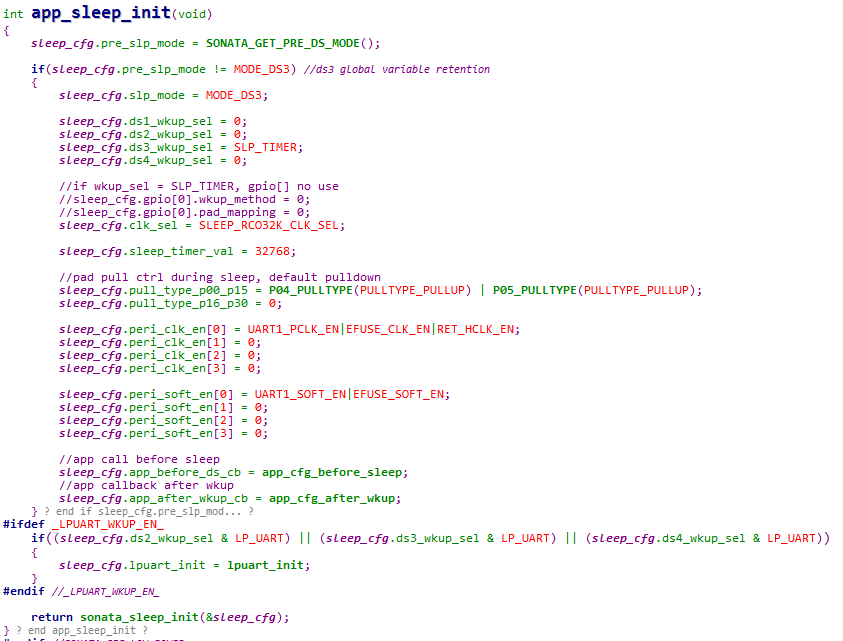 int app_sleep_init(void)
{
    sleep_cfg.pre_slp_mode = SONATA_GET_PRE_DS_MODE();

    if(sleep_cfg.pre_slp_mode != MODE_DS3) //ds3 global variable retention
    {
        sleep_cfg.slp_mode = MODE_DS3;

        sleep_cfg.ds1_wkup_sel = 0;
        sleep_cfg.ds2_wkup_sel = 0;
        sleep_cfg.ds3_wkup_sel = SLP_TIMER;
        sleep_cfg.ds4_wkup_sel = 0;

        //if wkup_sel = SLP_TIMER, gpio[] no use
        //sleep_cfg.gpio[0].wkup_method = 0;
        //sleep_cfg.gpio[0].pad_mapping = 0;
        sleep_cfg.clk_sel = SLEEP_RCO32K_CLK_SEL;

        sleep_cfg.sleep_timer_val = 32768;

        //pad pull ctrl during sleep, default pulldown
        sleep_cfg.pull_type_p00_p15 = P04_PULLTYPE(PULLTYPE_PULLUP) | P05_PULLTYPE(PULLTYPE_PULLUP);
        sleep_cfg.pull_type_p16_p30 = 0;

        sleep_cfg.peri_clk_en[0] = UART1_PCLK_EN|EFUSE_CLK_EN|RET_HCLK_EN;
        sleep_cfg.peri_clk_en[1] = 0;
        sleep_cfg.peri_clk_en[2] = 0;
        sleep_cfg.peri_clk_en[3] = 0;

        sleep_cfg.peri_soft_en[0] = UART1_SOFT_EN|EFUSE_SOFT_EN;
        sleep_cfg.peri_soft_en[1] = 0;
        sleep_cfg.peri_soft_en[2] = 0;
        sleep_cfg.peri_soft_en[3] = 0;

        //app call before sleep
        sleep_cfg.app_before_ds_cb = app_cfg_before_sleep;
        //app callback after wkup
        sleep_cfg.app_after_wkup_cb = app_cfg_after_wkup;
    } ? end if sleep_cfg.pre_slp_mod... ?
#ifdef _LPUART_WKUP_EN_
    if((sleep_cfg.ds2_wkup_sel & LP_UART) || (sleep_cfg.ds3_wkup_sel & LP_UART) || (sleep_cfg.ds4_wkup_sel & LP_UART))
    {
        sleep_cfg.lpuart_init = lpuart_init;
    }
#endif //_LPUART_WKUP_EN_

    return sonata_sleep_init(&sleep_cfg);
} ? end app_sleep_init ?